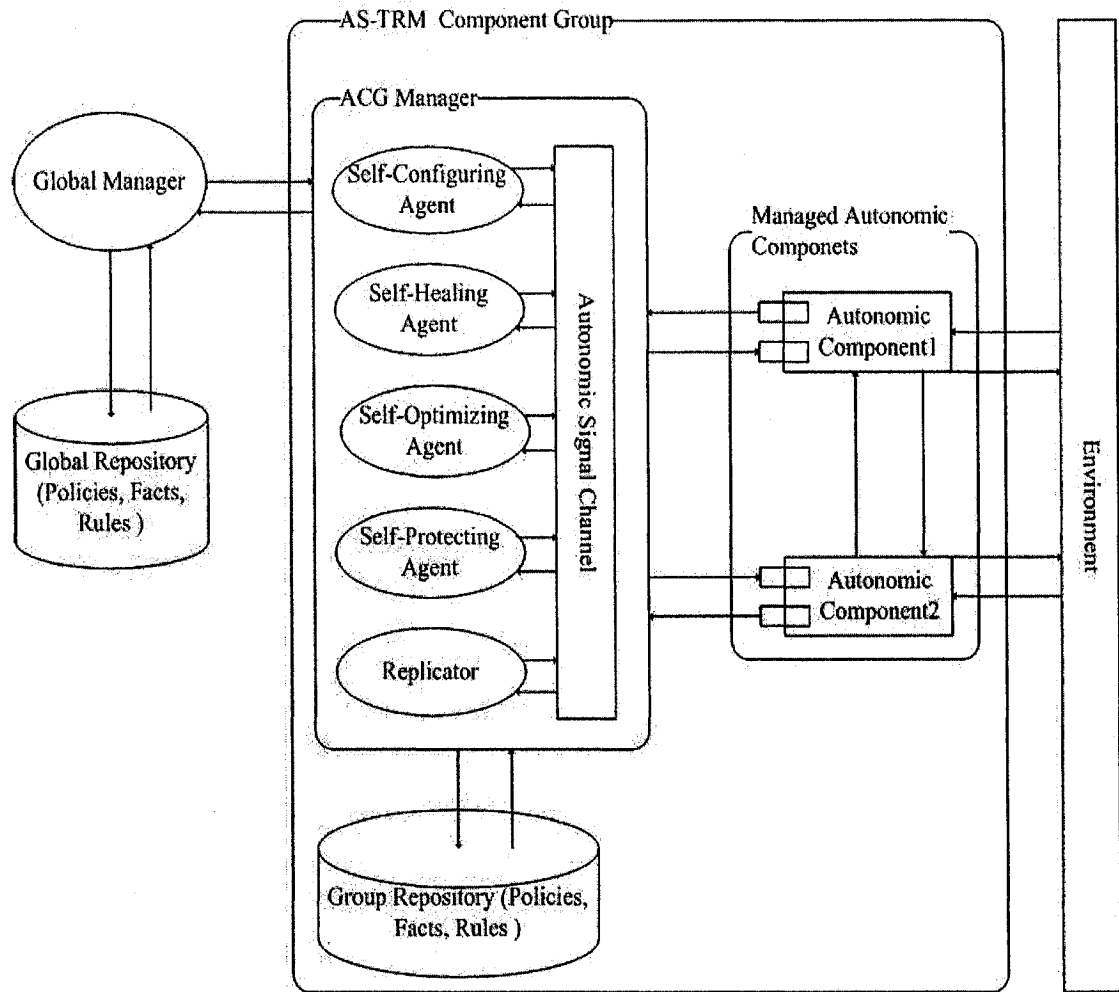 AS-TRM Component Group
ACG Manager
Global Manager
Self-Configuring
Agent
Self-Healing
Agent
Self-Optimizing
Agent
Self-Protecting
Agent
Replicator
Autonomic Signal Channel
Managed Autonomic
Componets
Autonomic
Component1
Autonomic
Component2
Environment
Global Repository
(Policies, Facts,
Rules )
Group Repository (Policies,
Facts, Rules )